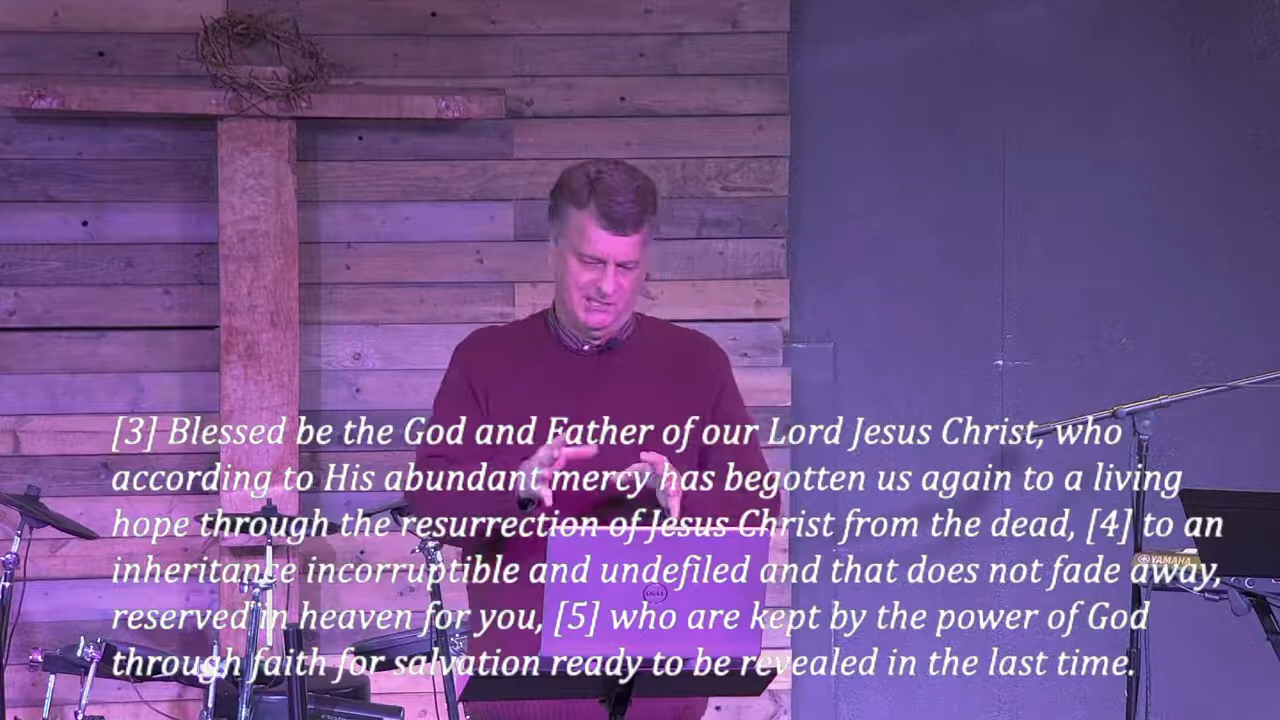 [3] Blessed be the God and Father of our Lord Jesus Christ, who
according to His abundant mercy has begotten us again to a living
hope through the resurrection of Jesus Christ from the dead, [4] to an
inheritance incorruptible and undefiled and that does not fade away,
YAMAHA
DELL
reserved in heaven for you, [5] who are kept by the power of God
through faith for salvation ready to be revealed in the last time.